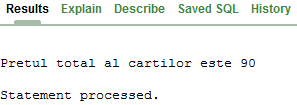 Results Explain Describe Saved SQL History
Pretul total al cartilor este 90
Statement processed.